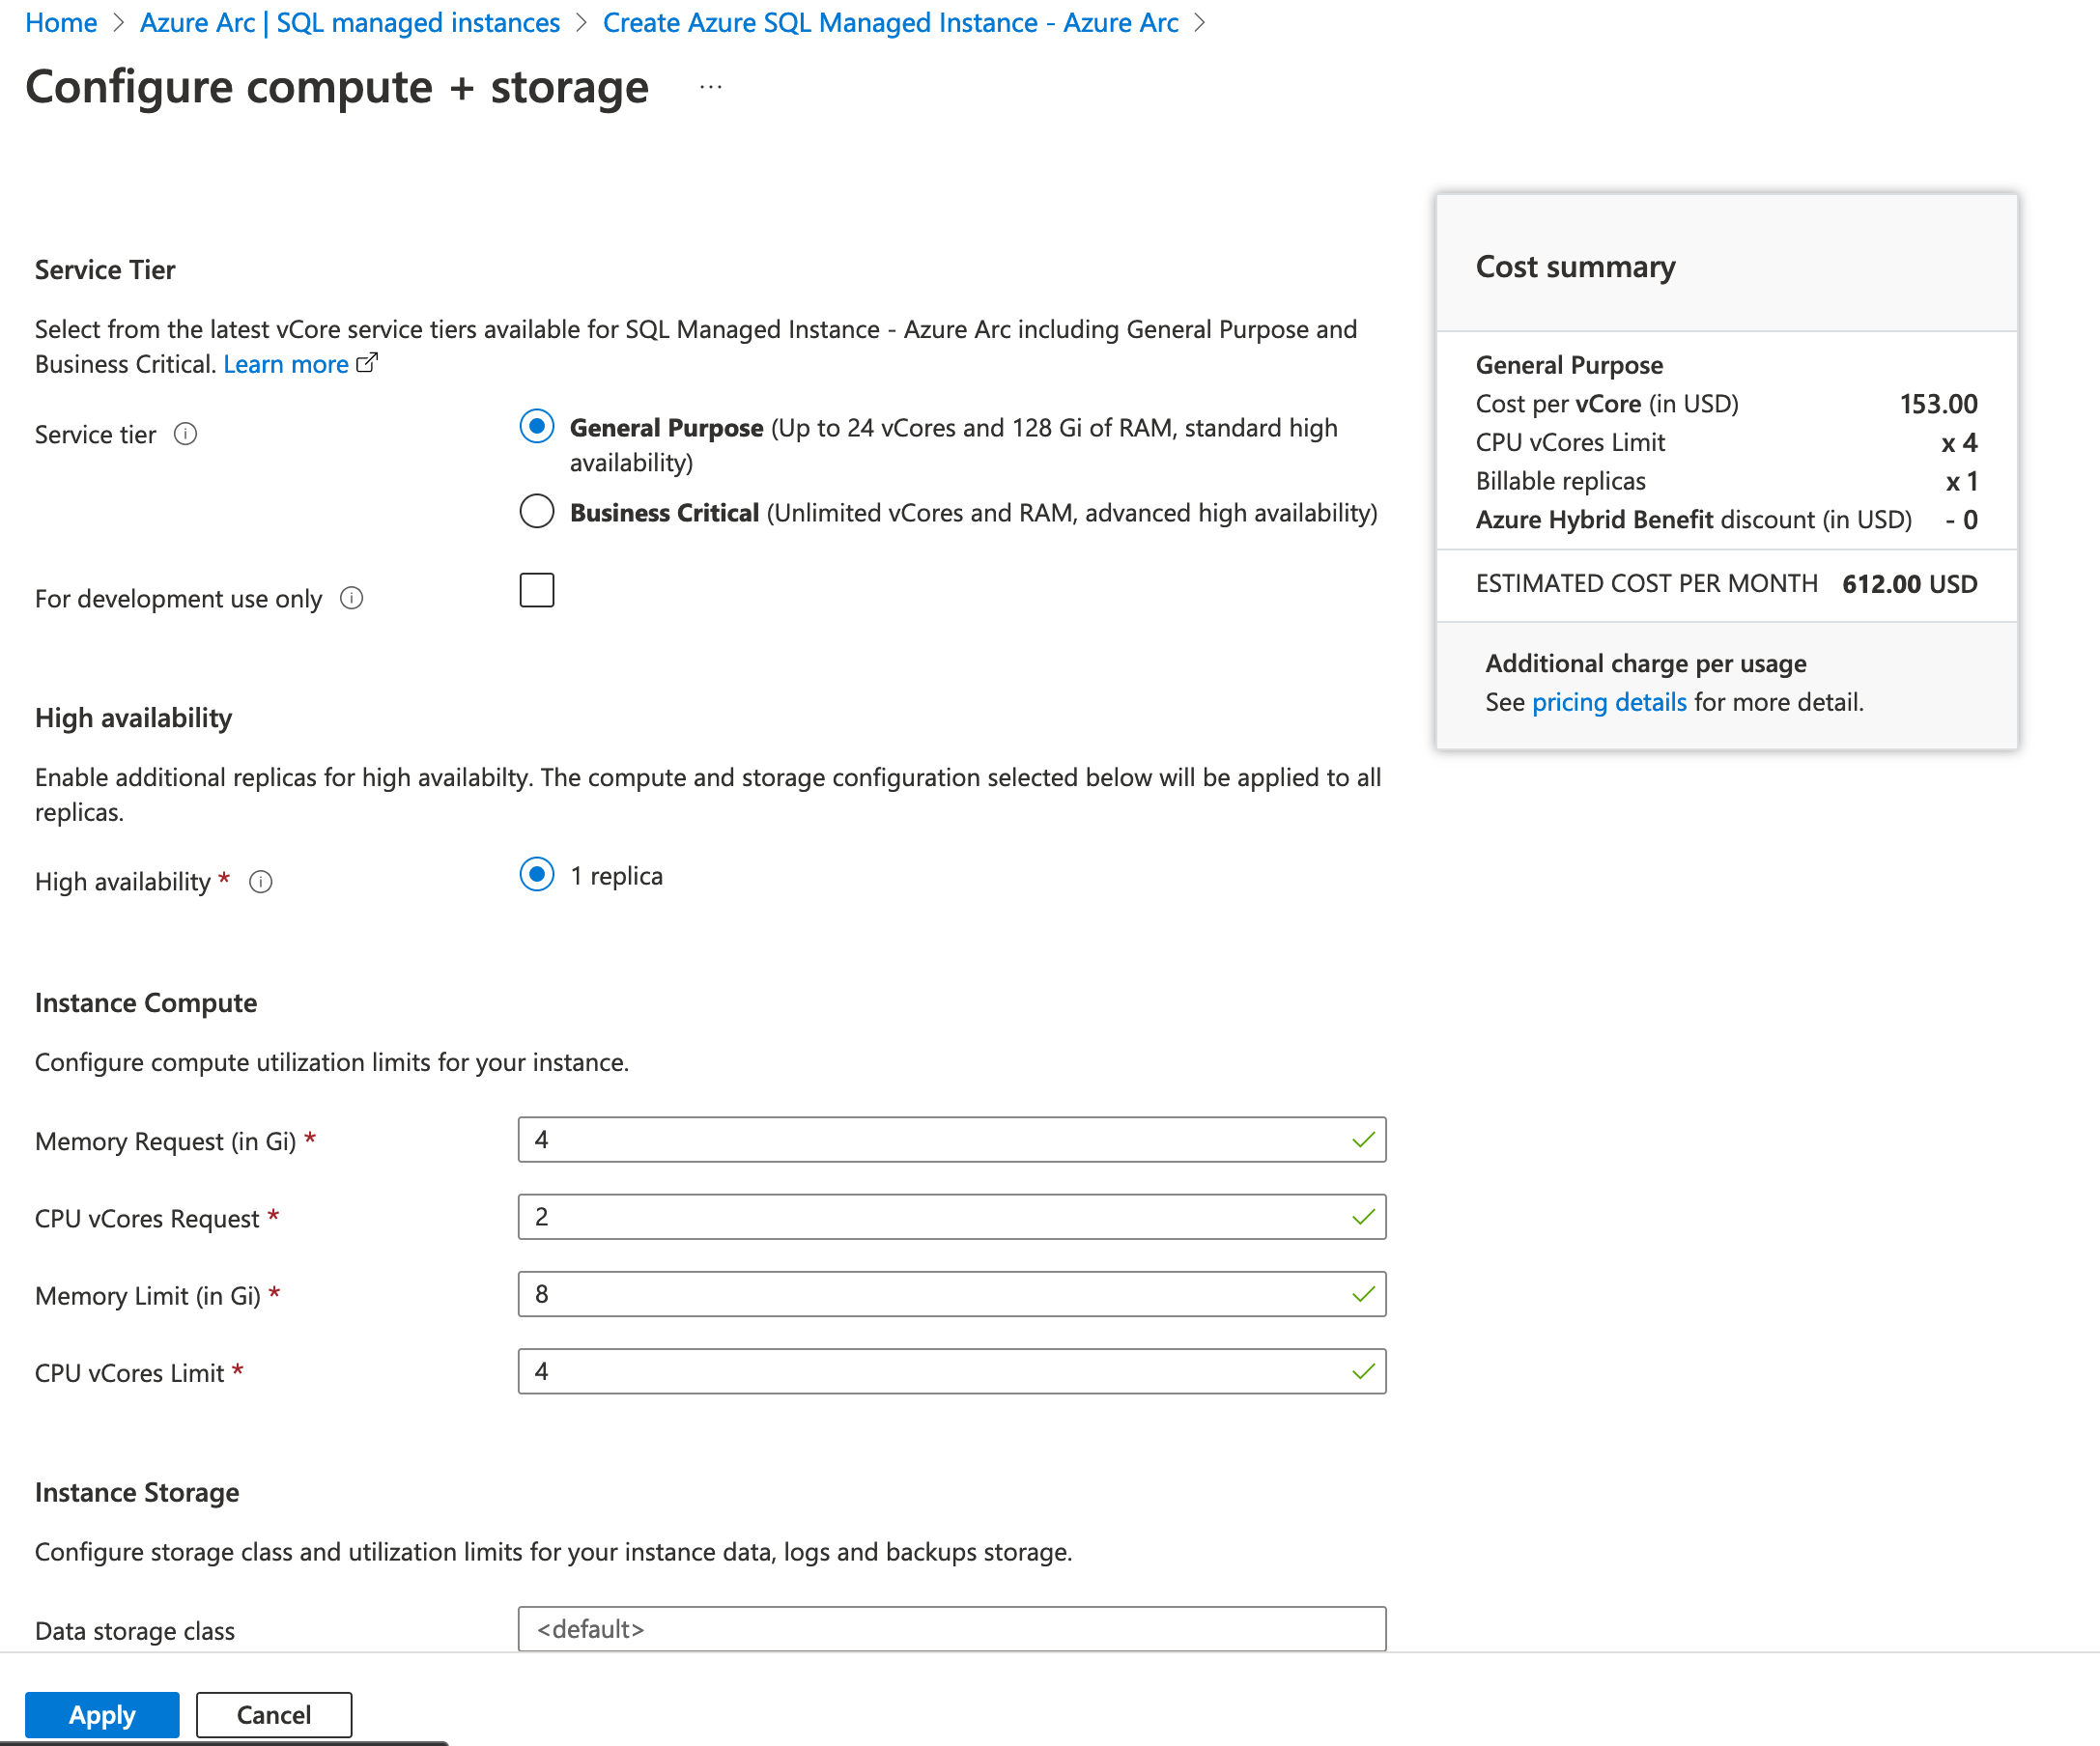 Home > Azure Arc | SQL managed instances > Create Azure SQL Managed Instance - Azure Arc >
Configure compute + storage ...
Service Tier
Select from the latest vCore service tiers available for SQL Managed Instance - Azure Arc including General Purpose and
Business Critical. Learn more
Service tier
General Purpose (Up to 24 vCores and 128 Gi of RAM, standard high
availability)
Business Critical (Unlimited vCores and RAM, advanced high availability)
For development use only
High availability
Enable additional replicas for high availabilty. The compute and storage configuration selected below will be applied to all
replicas.
High availability *
1 replica
Instance Compute
Configure compute utilization limits for your instance.
Memory Request (in Gi) * 4
CPU vCores Request * 2
Memory Limit (in Gi) * 8
CPU vCores Limit * 4
Instance Storage
Configure storage class and utilization limits for your instance data, logs and backups storage.
Data storage class <default>
Apply Cancel
Cost summary
General Purpose
Cost per vCore (in USD) 153.00
CPU vCores Limit x 4
Billable replicas x 1
Azure Hybrid Benefit discount (in USD) - 0
ESTIMATED COST PER MONTH 612.00 USD
Additional charge per usage
See pricing details for more detail.